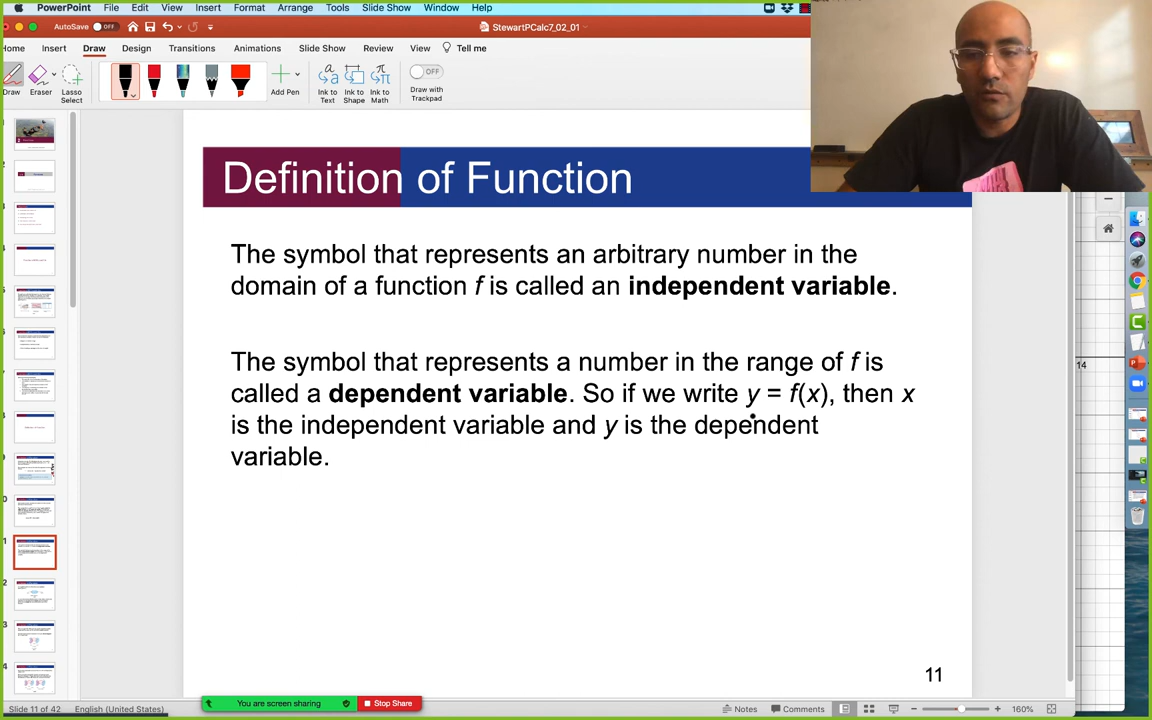 PowerPoint File Edit View Insert Format Arrange Tools Slide Show Window Help
AutoSave OFF StewartPCalc7_02_01
Home Insert Draw Design Transitions Animations Slide Show Review View Tell me
Draw Eraser Lasso Select Add Pen Ink to Text Ink to Shape Ink to Math OFF Draw with Trackpad
Definition of Function
The symbol that represents an arbitrary number in the
domain of a function f is called an independent variable.
The symbol that represents a number in the range of f is
called a dependent variable. So if we write y = f(x), then x
is the independent variable and y is the dependent
variable.
14
11
You are screen sharing Stop Share
Slide 11 of 42 English (United States) Notes Comments 160%